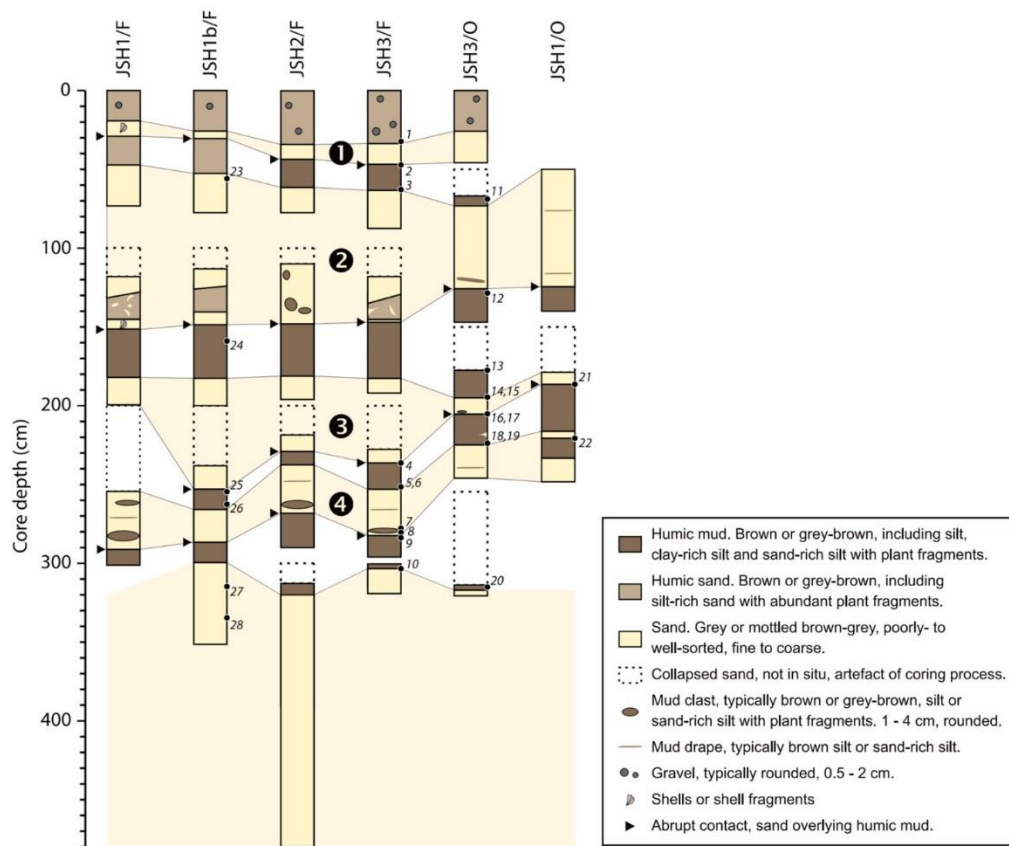 JSH1/F
JSH1b/F
JSH2/F
JSH3/F
JSH3/O
JSH1/O
Core depth (cm)
0
100
200
300
400
1
2
3
4
1
2
3
23
11
12
24
13
14,15
16,17
18,19
21
22
4
5,6
7
8
9
10
25
26
27
28
20
Humic mud. Brown or grey-brown, including silt,
clay-rich silt and sand-rich silt with plant fragments.
Humic sand. Brown or grey-brown, including
silt-rich sand with abundant plant fragments.
Sand. Grey or mottled brown-grey, poorly- to
well-sorted, fine to coarse.
Collapsed sand, not in situ, artefact of coring process.
Mud clast, typically brown or grey-brown, silt or
sand-rich silt with plant fragments. 1 - 4 cm, rounded.
Mud drape, typically brown silt or sand-rich silt.
Gravel, typically rounded, 0.5 - 2 cm.
Shells or shell fragments
Abrupt contact, sand overlying humic mud.